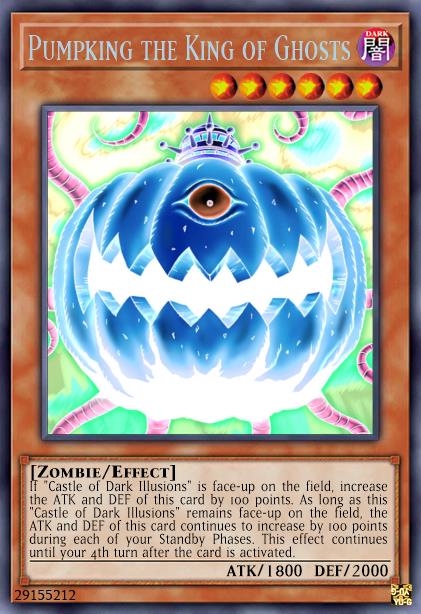 PUMPKING THE KING OF GHOSTS
DARK
闇
[ZOMBIE/EFFECT]
If "Castle of Dark Illusions" is face-up on the field, increase
the ATK and DEF of this card by 100 points. As long as this
"Castle of Dark Illusions" remains face-up on the field, the
ATK and DEF of this card continues to increase by 100 points
during each of your Standby Phases. This effect continues
until your 4th turn after the card is activated.
ATK/1800 DEF/2000
29155212